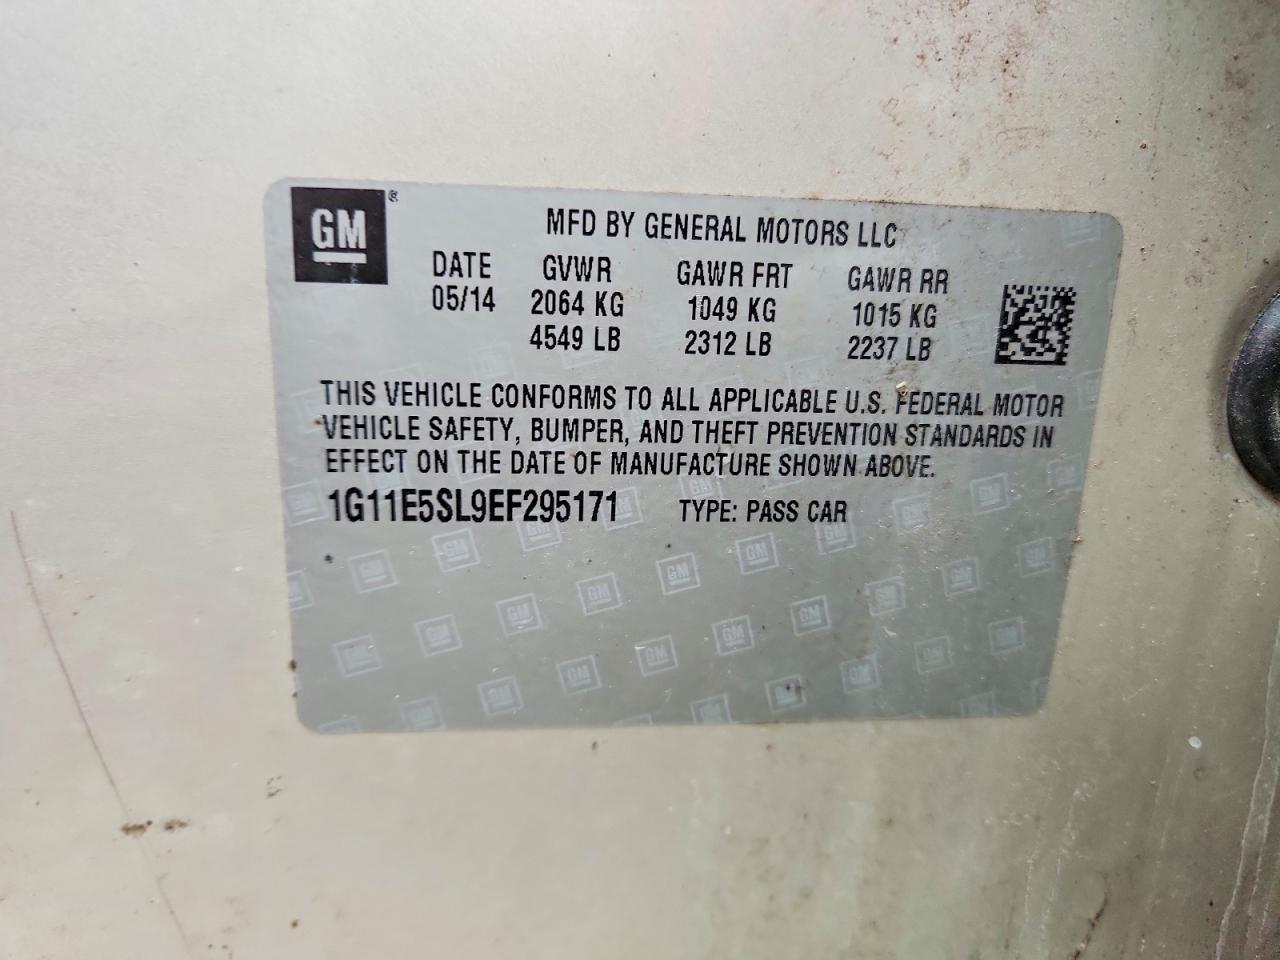 GM®
MFD BY GENERAL MOTORS LLC
DATE GVWR GAWR FRT GAWR RR
05/14 2064 KG 1049 KG 1015 KG
4549 LB 2312 LB 2237 LB
THIS VEHICLE CONFORMS TO ALL APPLICABLE U.S. FEDERAL MOTOR
VEHICLE SAFETY, BUMPER, AND THEFT PREVENTION STANDARDS IN
EFFECT ON THE DATE OF MANUFACTURE SHOWN ABOVE.
1G11E5SL9EF295171 TYPE: PASS CAR